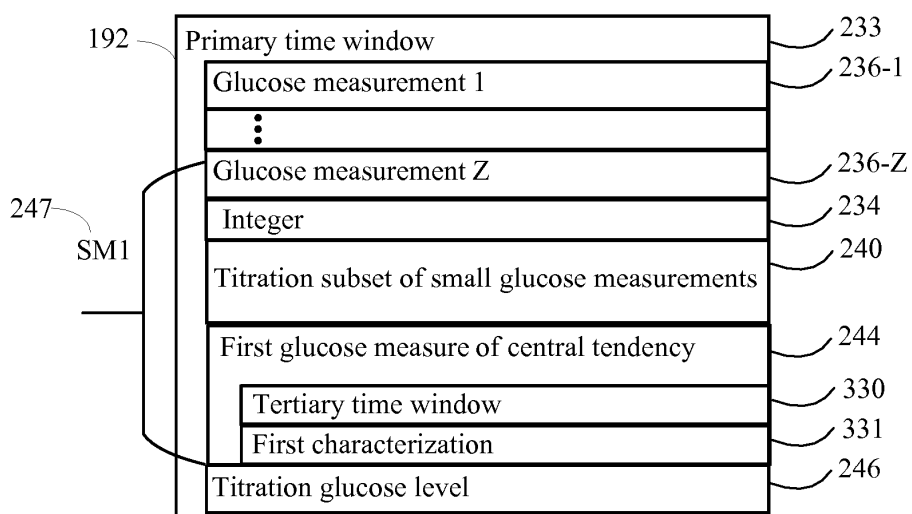 192
Primary time window
233
Glucose measurement 1
236-1
Glucose measurement Z
236-Z
247
SM1
Integer
234
Titration subset of small glucose measurements
240
First glucose measure of central tendency
244
Tertiary time window
330
First characterization
331
Titration glucose level
246